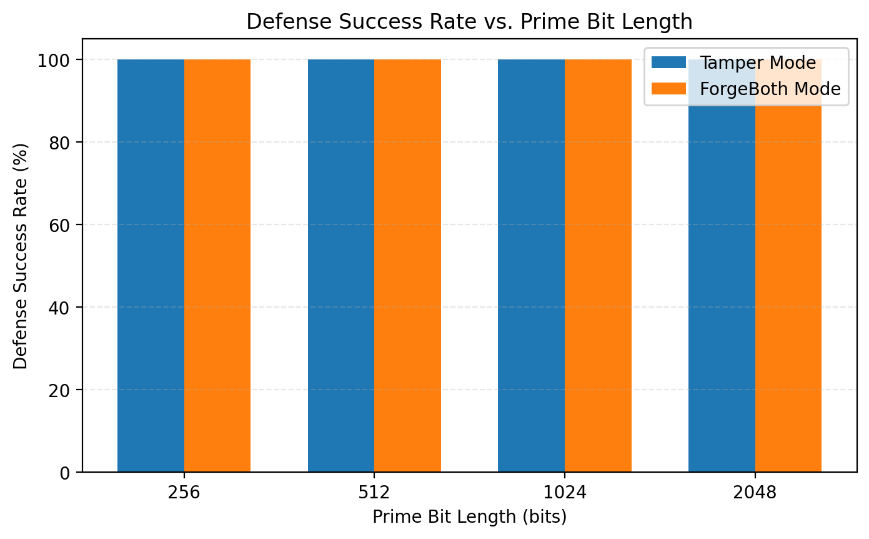 Defense Success Rate vs. Prime Bit Length
Tamper Mode
ForgeBoth Mode
Defense Success Rate (%)
100
80
60
40
20
0
256 512 1024 2048
Prime Bit Length (bits)